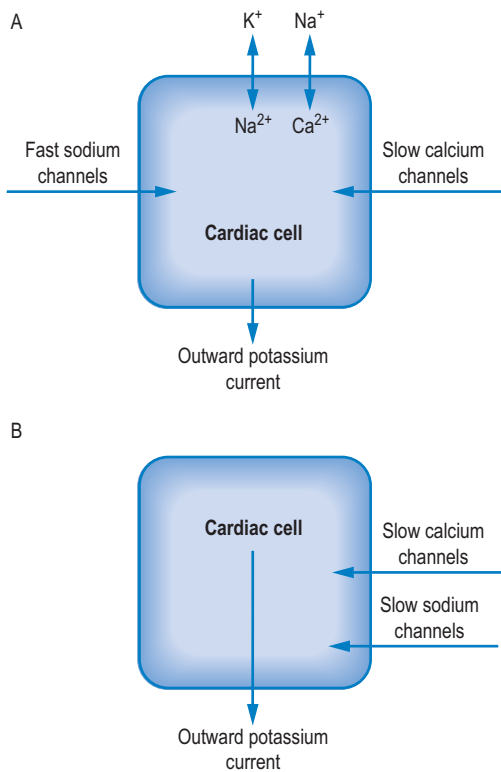 A
K+ Na+
Na2+ Ca2+
Fast sodium
channels
Slow calcium
channels
Cardiac cell
Outward potassium
current
B
Cardiac cell
Slow calcium
channels
Slow sodium
channels
Outward potassium
current